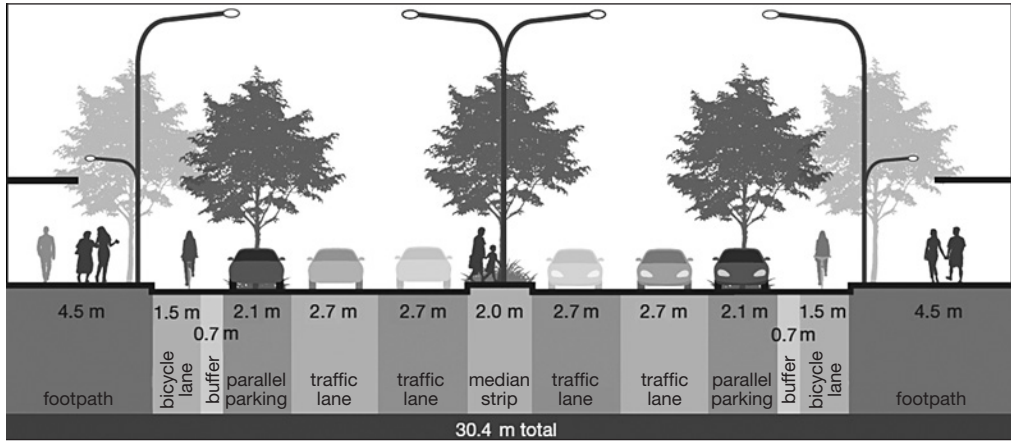 4.5 m 1.5 m 2.1 m 2.7 m 2.7 m 2.0 m 2.7 m 2.7 m 2.1 m 1.5 m 4.5 m
0.7 m 0.7 m
footpath
bicycle
lane
buffer
parallel
parking
traffic
lane
traffic
lane
median
strip
traffic
lane
traffic
lane
parallel
parking
buffer
bicycle
lane
footpath
30.4 m total